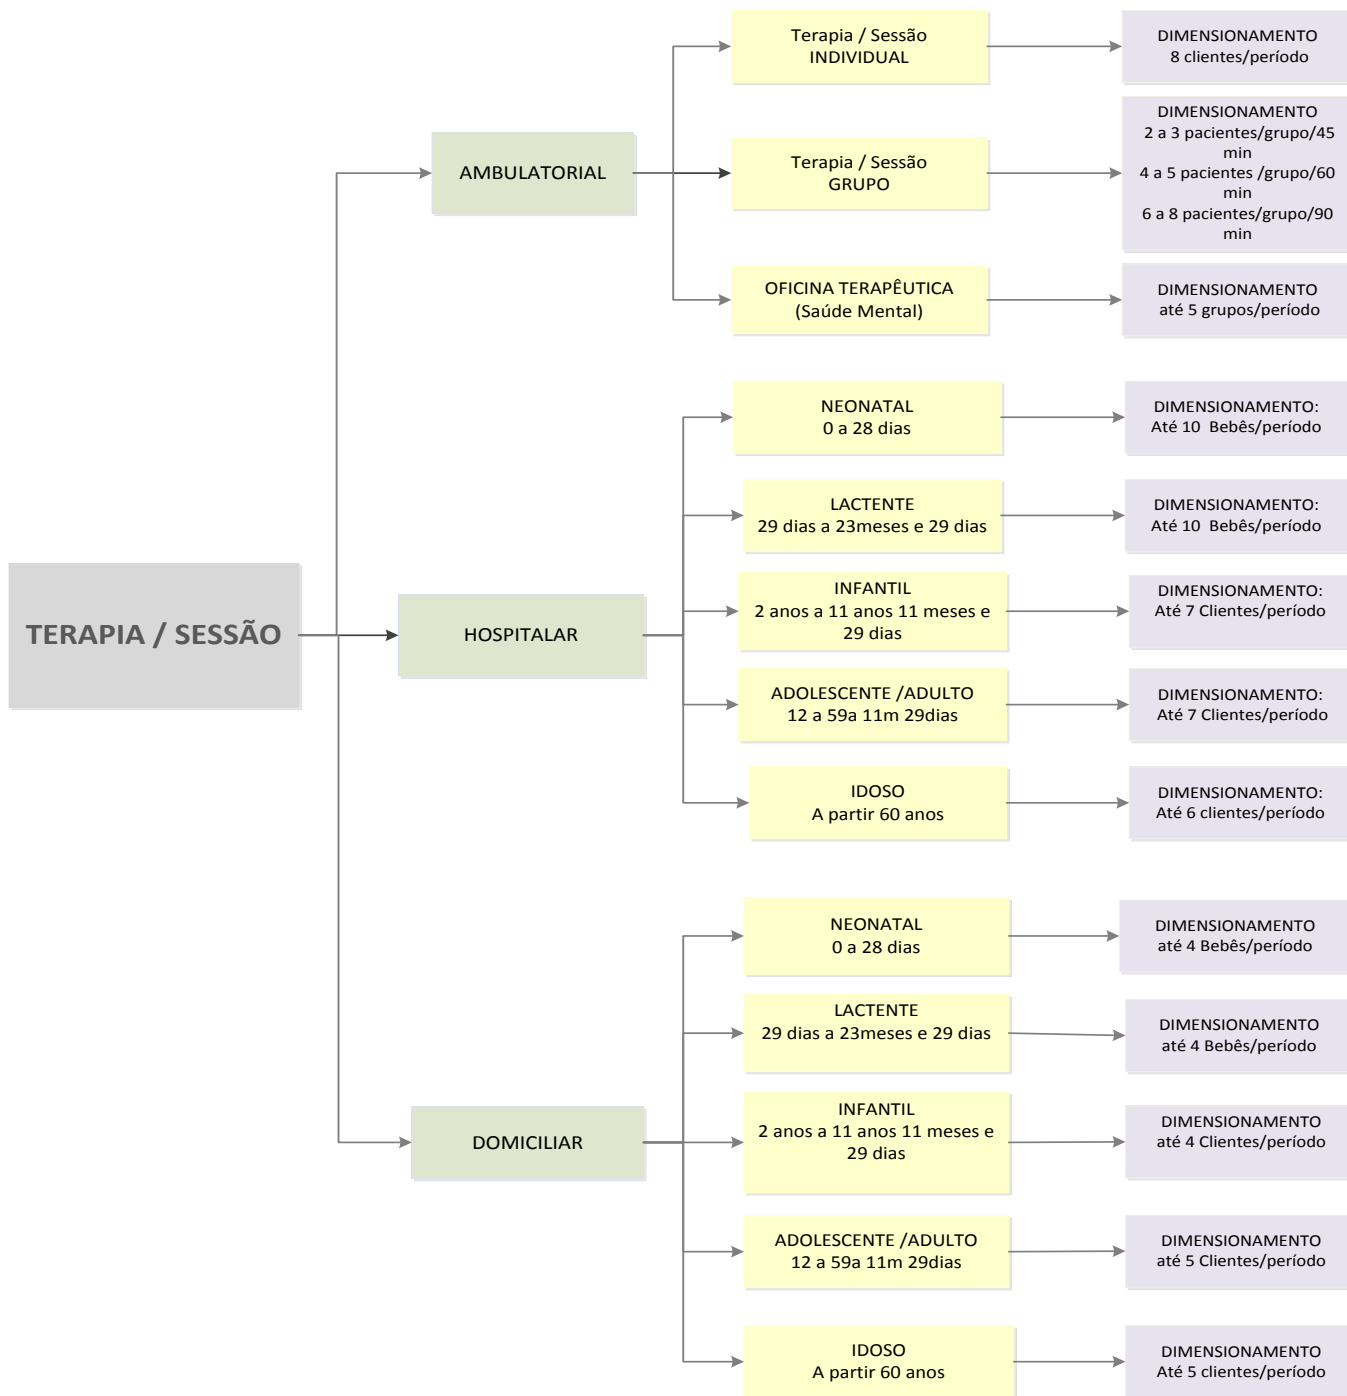 TERAPIA / SESSÃO
AMBULATORIAL
Terapia / Sessão
INDIVIDUAL
DIMENSIONAMENTO
8 clientes/período
Terapia / Sessão
GRUPO
DIMENSIONAMENTO
2 a 3 pacientes/grupo/45
min
4 a 5 pacientes /grupo/60
min
6 a 8 pacientes/grupo/90
min
OFICINA TERAPÊUTICA
(Saúde Mental)
DIMENSIONAMENTO
até 5 grupos/período
HOSPITALAR
NEONATAL
0 a 28 dias
DIMENSIONAMENTO:
Até 10  Bebês/período
LACTENTE
29 dias a 23meses e 29 dias
DIMENSIONAMENTO:
Até 10  Bebês/período
INFANTIL
2 anos a 11 anos 11 meses e
29 dias
DIMENSIONAMENTO:
Até 7 Clientes/período
ADOLESCENTE /ADULTO
12 a 59a 11m 29dias
DIMENSIONAMENTO:
Até 7 Clientes/período
IDOSO
A partir 60 anos
DIMENSIONAMENTO:
Até 6 clientes/período
DOMICILIAR
NEONATAL
0 a 28 dias
DIMENSIONAMENTO
até 4 Bebês/período
LACTENTE
29 dias a 23meses e 29 dias
DIMENSIONAMENTO
até 4 Bebês/período
INFANTIL
2 anos a 11 anos 11 meses e
29 dias
DIMENSIONAMENTO
até 4 Clientes/período
ADOLESCENTE /ADULTO
12 a 59a 11m 29dias
DIMENSIONAMENTO
até 5 Clientes/período
IDOSO
A partir 60 anos
DIMENSIONAMENTO
Até 5 clientes/período